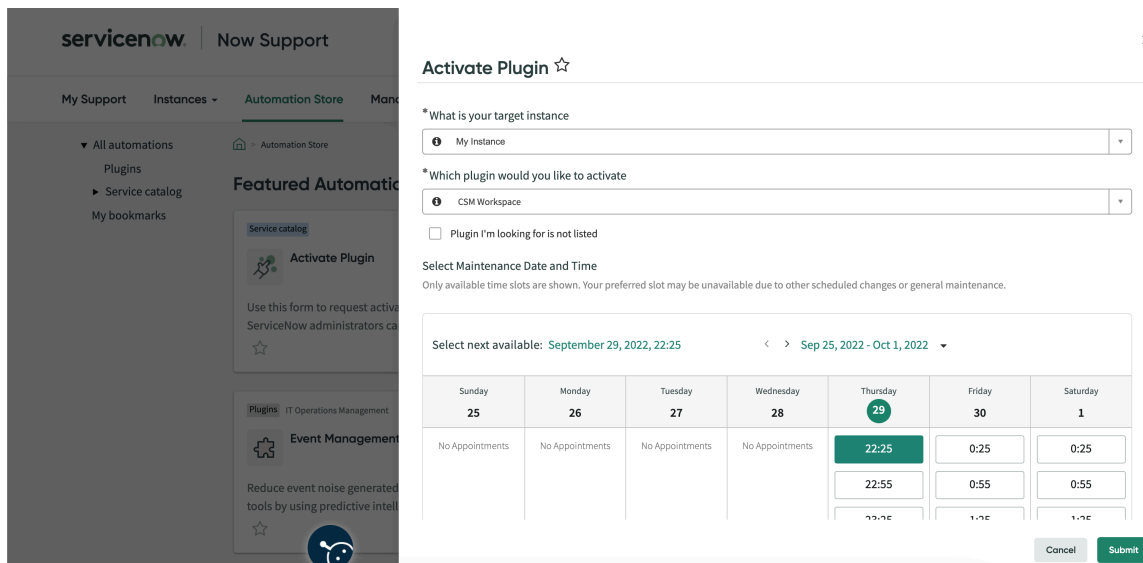 servicenow. Now Support
My Support Instances Automation Store
All automations
Plugins
Service catalog
My bookmarks
> Automation Store
Featured
Service catalog
Activate Plugin
Use this form to request
ServiceNow administrators
Plugins IT Operations Management
Event Management
Reduce event noise generated
tools by using predictive
Activate Plugin
*What is your target instance
My Instance
*Which plugin would you like to activate
CSM Workspace
Plugin I'm looking for is not listed
Select Maintenance Date and Time
Only available time slots are shown. Your preferred slot may be unavailable due to other scheduled changes or general maintenance.
Select next available: September 29, 2022, 22:25 < > Sep 25, 2022 - Oct 1, 2022
Sunday Monday Tuesday Wednesday Thursday Friday Saturday
25 26 27 28 29 30 1
No Appointments No Appointments No Appointments No Appointments 22:25 0:25 0:25
22:55 0:55 0:55
23:25 1:25 1:25
Cancel Submit